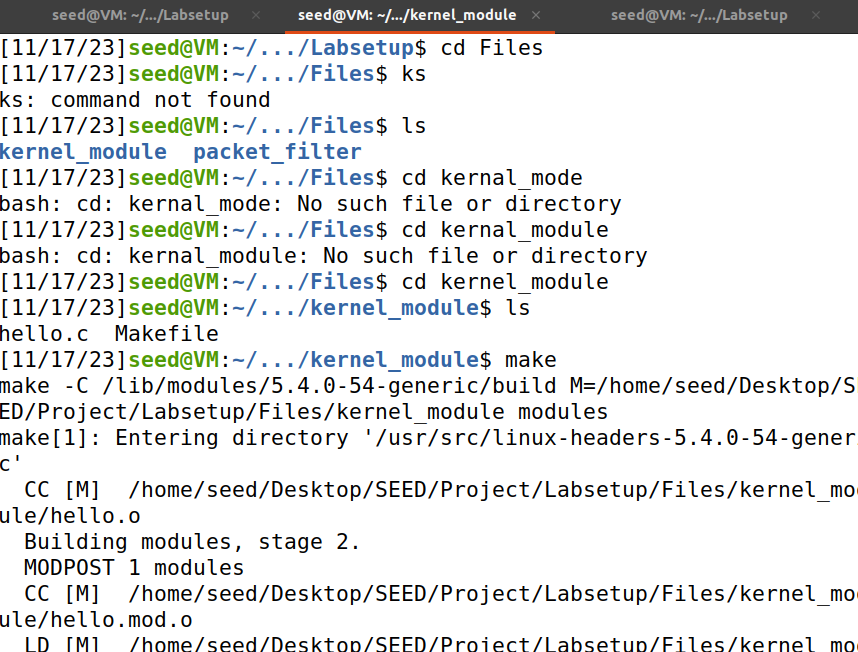 seed@VM: ~/.../Labsetup × seed@VM: ~/.../kernel_module × seed@VM: ~/.../Labsetup ×
[11/17/23]seed@VM:~/.../Labsetup$ cd Files
[11/17/23]seed@VM:~/.../Files$ ks
ks: command not found
[11/17/23]seed@VM:~/.../Files$ ls
kernel_module  packet_filter
[11/17/23]seed@VM:~/.../Files$ cd kernal_mode
bash: cd: kernal_mode: No such file or directory
[11/17/23]seed@VM:~/.../Files$ cd kernal_module
bash: cd: kernal_module: No such file or directory
[11/17/23]seed@VM:~/.../Files$ cd kernel_module
[11/17/23]seed@VM:~/.../kernel_module$ ls
hello.c  Makefile
[11/17/23]seed@VM:~/.../kernel_module$ make
make -C /lib/modules/5.4.0-54-generic/build M=/home/seed/Desktop/SE
ED/Project/Labsetup/Files/kernel_module modules
make[1]: Entering directory '/usr/src/linux-headers-5.4.0-54-generi
c'
  CC [M]  /home/seed/Desktop/SEED/Project/Labsetup/Files/kernel_mod
ule/hello.o
  Building modules, stage 2.
  MODPOST 1 modules
  CC [M]  /home/seed/Desktop/SEED/Project/Labsetup/Files/kernel_mod
ule/hello.mod.o
  LD [M]  /home/seed/Desktop/SEED/Project/Labsetup/Files/kernel_mod